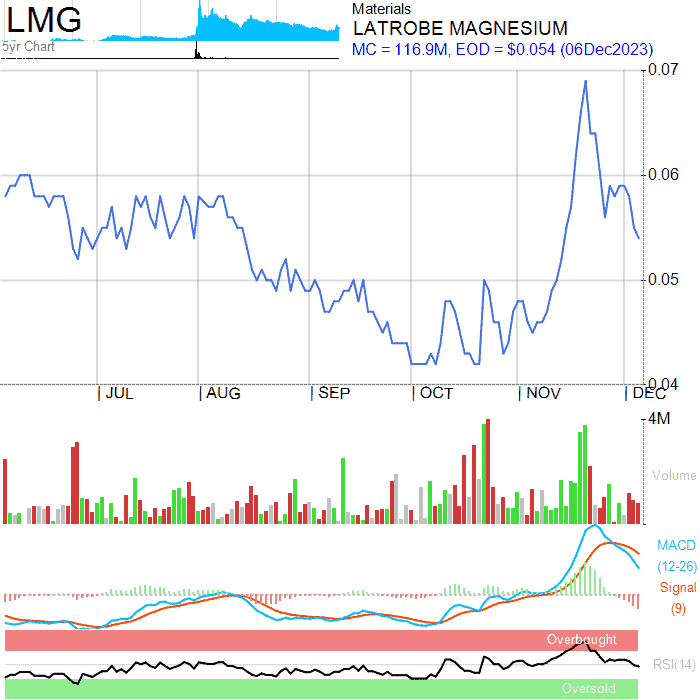 LMG
5yr Chart
Materials
LATROBE MAGNESIUM
MC = 116.9M, EOD = $0.054 (06Dec2023)
0.07
0.06
0.05
0.04
JUL AUG SEP OCT NOV DEC
4M
Volume
MACD
(12-26)
Signal
(9)
Overbought
RSI(14)
Oversold